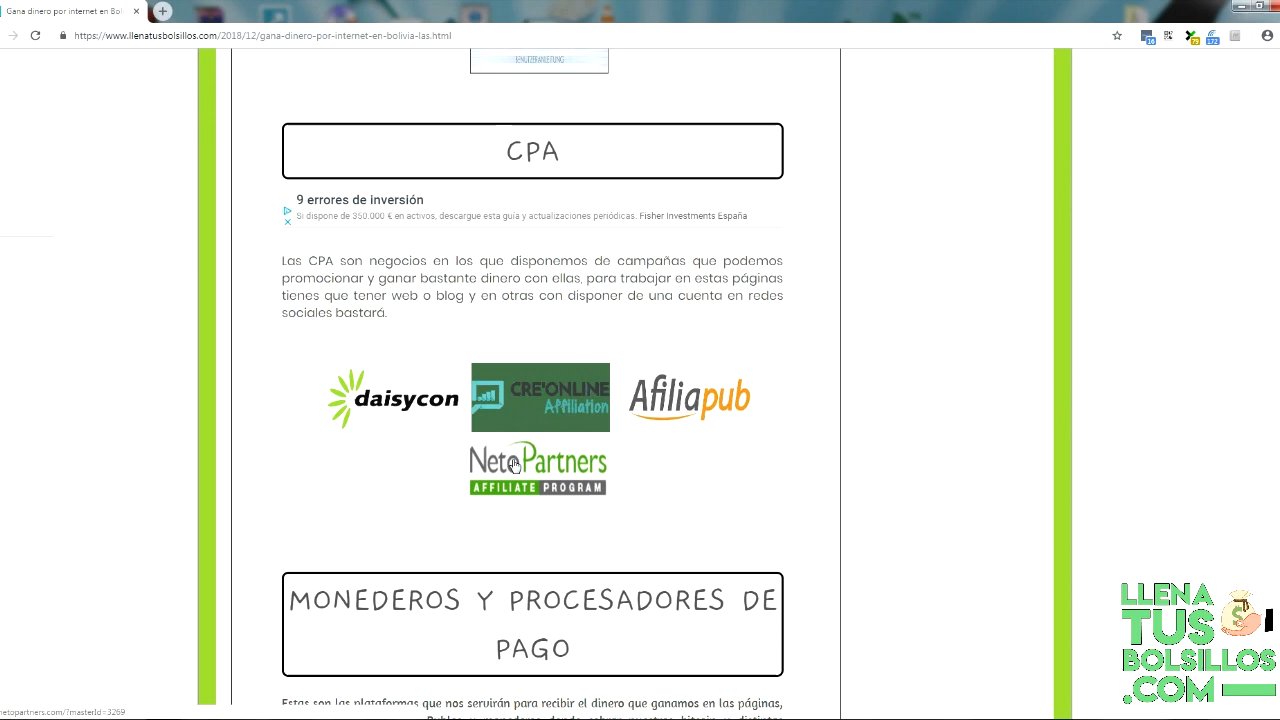 Gana dinero por internet en Bol
https://www.llenatusbolsillos.com/2018/12/gana-dinero-por-internet-en-bolivia-las.html
16
73
172
BENUTZERANLEITUNG
CPA
9 errores de inversión
Si dispone de 350.000 € en activos, descargue esta guía y actualizaciones periódicas. Fisher Investments España
Las CPA son negocios en los que disponemos de campañas que podemos
promocionar y ganar bastante dinero con ellas, para trabajar en estas páginas
tienes que tener web o blog y en otras con disponer de una cuenta en redes
sociales bastará.
daisycon
CRE'ONLINE
Affiliation
Afiliapub
NetoPartners
AFFILIATE PROGRAM
MONEDEROS Y PROCESADORES DE
PAGO
Estas son las plataformas que nos servirán para recibir el dinero que ganamos en las páginas,
netopartners.com/?masterId=3269
LLENA
TUS
BOLSILLOS
.COM